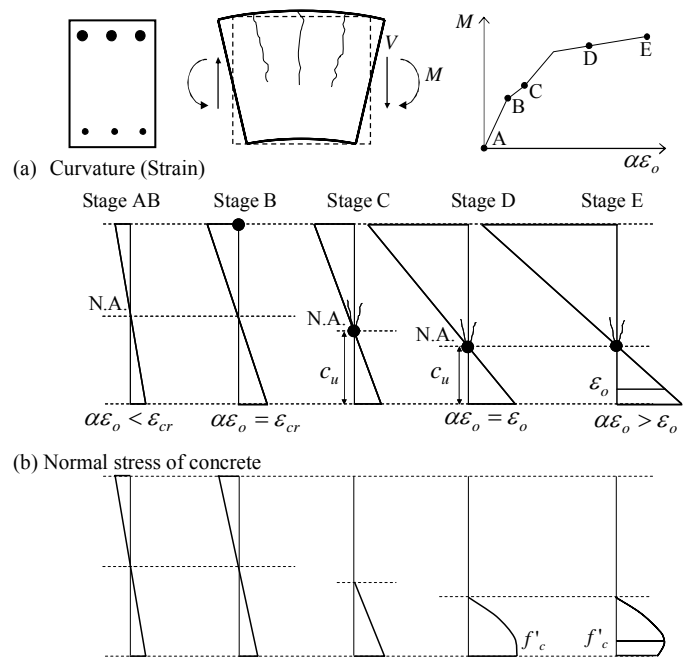 M
V
M
A
B
C
D
E
αε_o
(a) Curvature (Strain)
Stage AB Stage B Stage C Stage D Stage E
N.A.
N.A.
N.A.
c_u
c_u
ε_o
αε_o < ε_cr
αε_o = ε_cr
αε_o = ε_o
αε_o > ε_o
(b) Normal stress of concrete
f'_c
f'_c